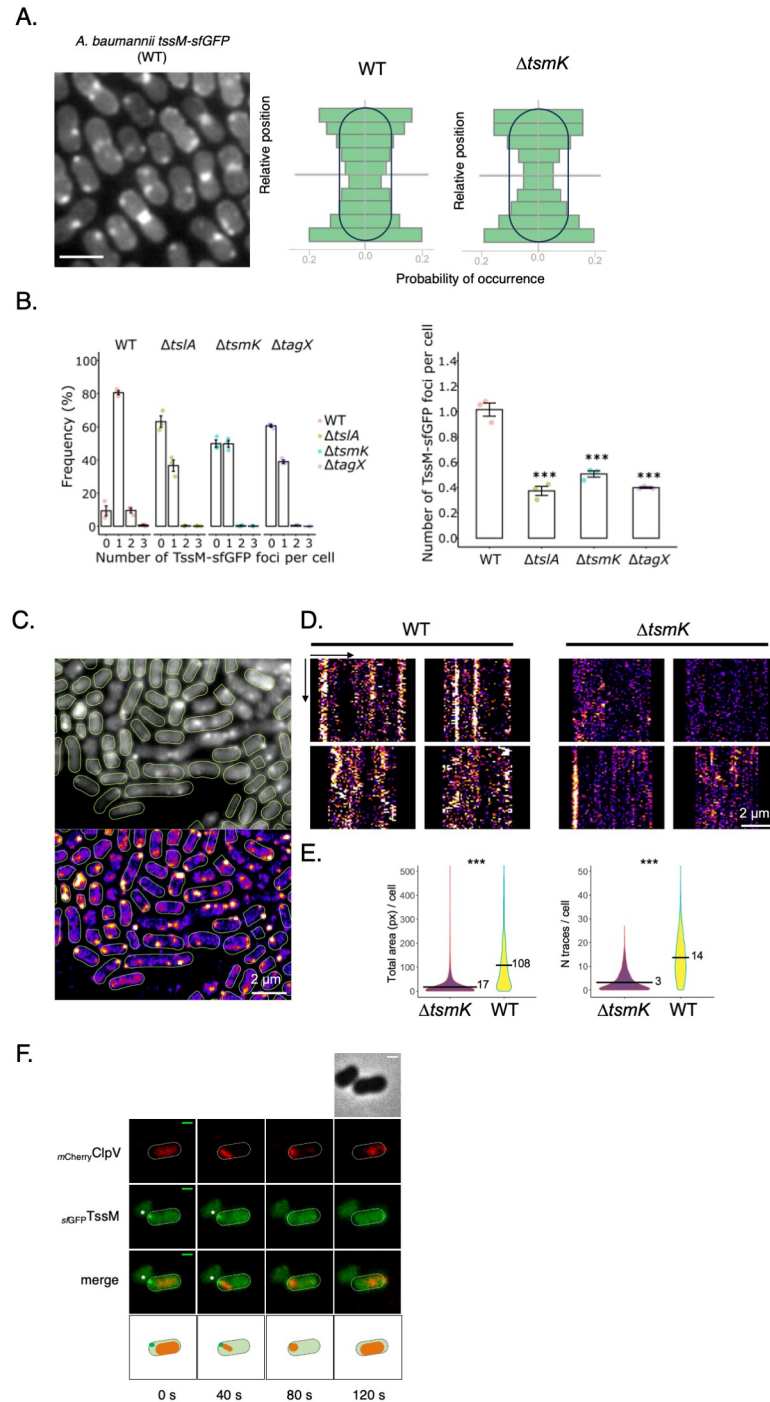 A.
A. baumannii tssM-sfGFP
(WT)
WT
ΔtsmK
Relative position
Relative position
0.2 0.0 0.2
0.2 0.0 0.2
Probability of occurrence
B.
WT ΔtslA ΔtsmK ΔtagX
Frequency (%)
100
80
60
40
20
0
WT
ΔtslA
ΔtsmK
ΔtagX
0 1 2 3 0 1 2 3 0 1 2 3 0 1 2 3
Number of TssM-sfGFP foci per cell
Number of TssM-sfGFP foci per cell
1.4
1.2
1.0
0.8
0.6
0.4
0.2
0.0
*** *** ***
WT ΔtslA ΔtsmK ΔtagX
C.
2 µm
D.
WT
ΔtsmK
2 µm
E.
***
Total area (px) / cell
500
400
300
200
100
0
17
108
ΔtsmK WT
***
N traces / cell
50
40
30
20
10
0
3
14
ΔtsmK WT
F.
mCherryClpV
sfGFPTssM
* *
merge
* *
0 s 40 s 80 s 120 s